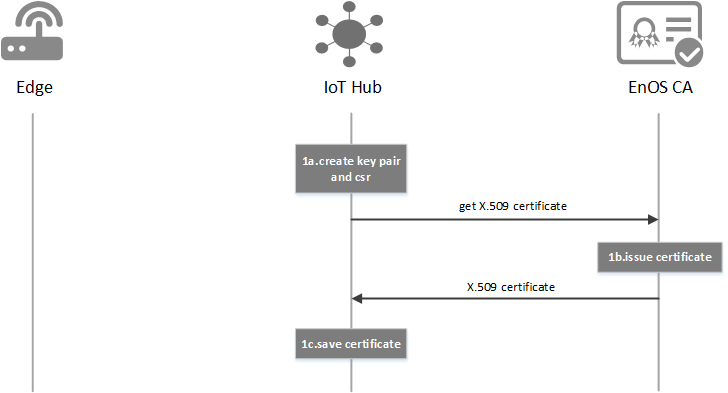 Edge
IoT Hub
EnOS CA
1a.create key pair
and csr
get X.509 certificate
1b.issue certificate
X.509 certificate
1c.save certificate